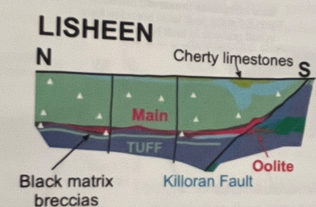 LISHEEN
N
Cherty limestones
S
Main
TUFF
Oolite
Black matrix
breccias
Killoran Fault